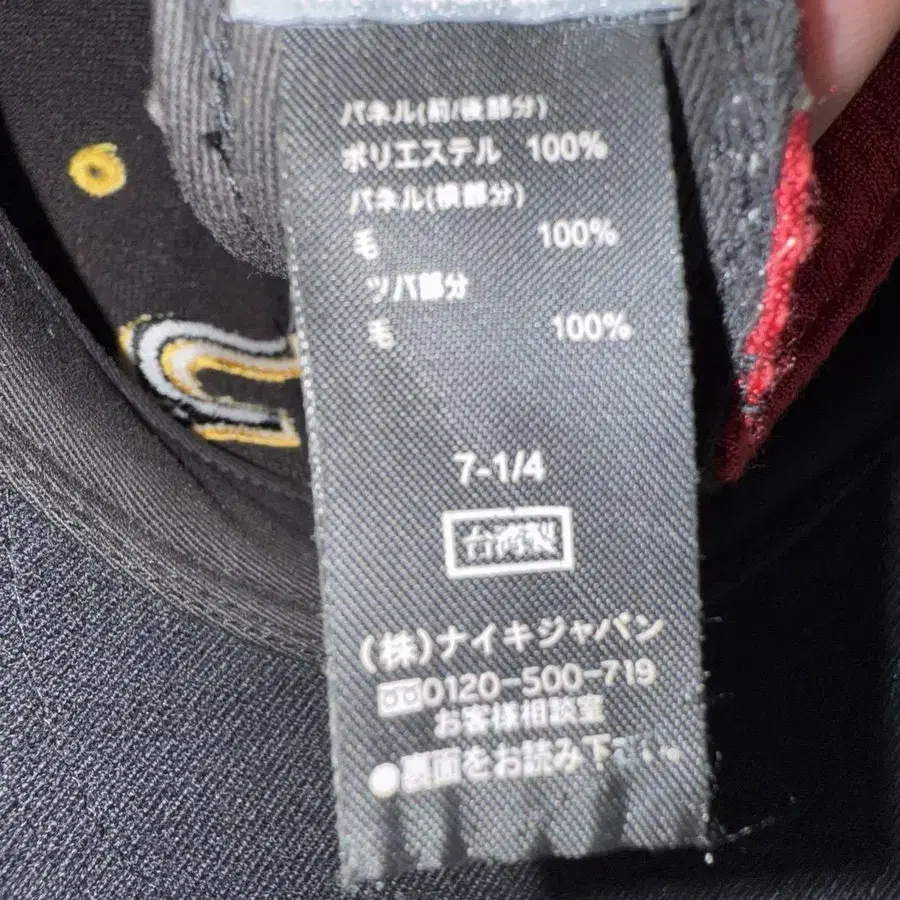 パネル(前/後部分)
ポリエステル 100%
パネル(横部分)
毛 100%
ツバ部分
毛 100%
7-1/4
台湾製
(株)ナイキジャパン
0120-500-719
お客様相談室
●裏面をお読み下さい。